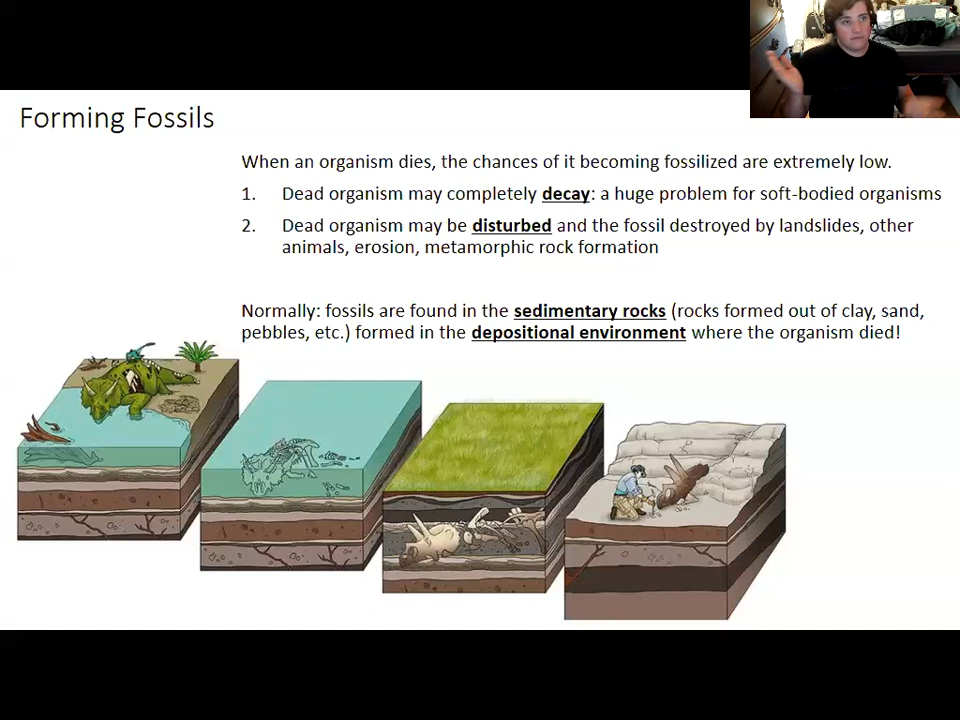 Forming Fossils
When an organism dies, the chances of it becoming fossilized are extremely low.
1. Dead organism may completely decay: a huge problem for soft-bodied organisms
2. Dead organism may be disturbed and the fossil destroyed by landslides, other
animals, erosion, metamorphic rock formation
Normally: fossils are found in the sedimentary rocks (rocks formed out of clay, sand,
pebbles, etc.) formed in the depositional environment where the organism died!